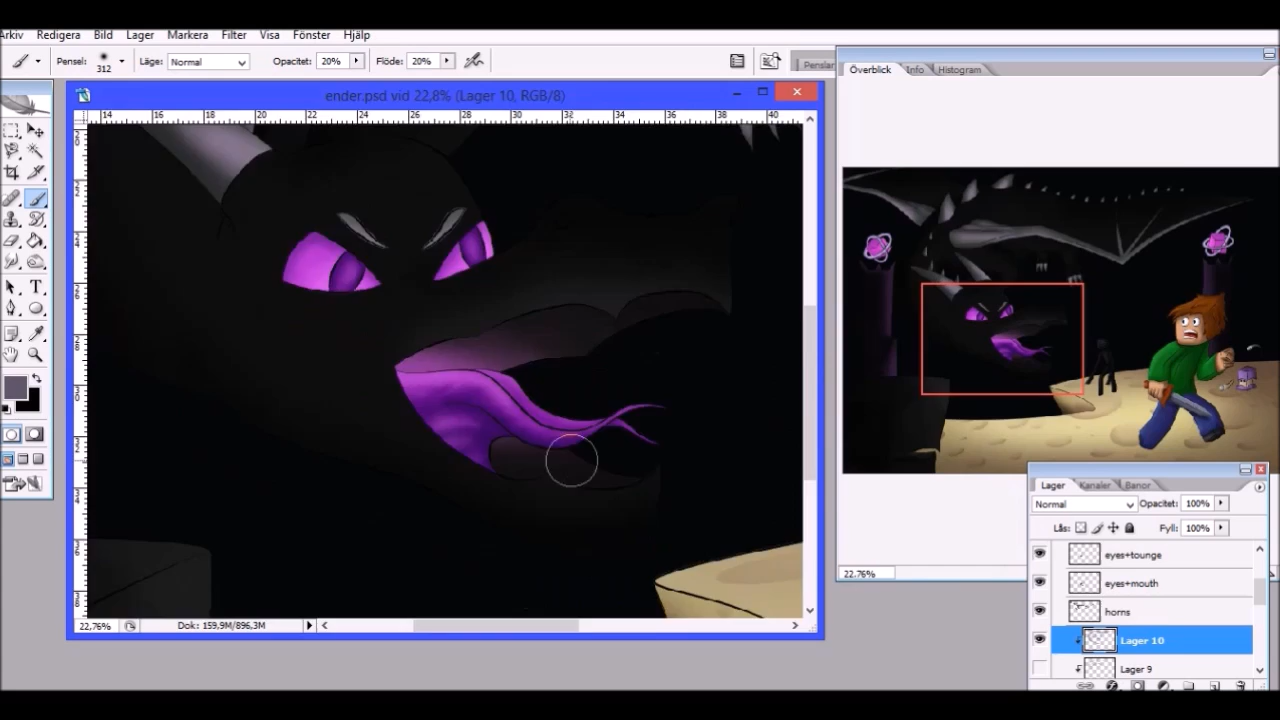 Arkiv Redigera Bild Lager Markera Filter Visa Fönster Hjälp
Pensel: 312 Läge: Normal Opacitet: 20% Flöde: 20% Penslar
ender.psd vid 22,8% (Lager 10, RGB/8)
14 16 18 20 22 24 26 28 30 32 34 36 38 40
22,76% Dok: 159,9M/896,3M
Överblick Info Histogram
22.76%
Lager Kanaler Banor
Normal Opacitet: 100%
Lås: Fyll: 100%
eyes+tounge
eyes+mouth
horns
Lager 10
Lager 9